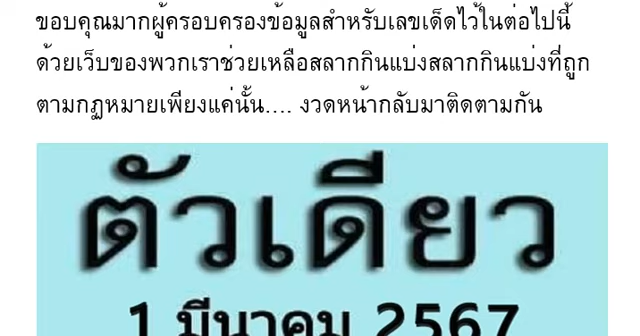 ขอบคุณมากผู้ครอบครองข้อมูลสำหรับเลขเด็ดไว้ในต่อไปนี้
ด้วยเว็บของพวกเราช่วยเหลือสลากกินแบ่งสลากกินแบ่งที่ถูก
ตามกฏหมายเพียงแค่นั้น.... งวดหน้ากลับมาติดตามกัน
ตัวเดียว
1 มีนาคม 2567